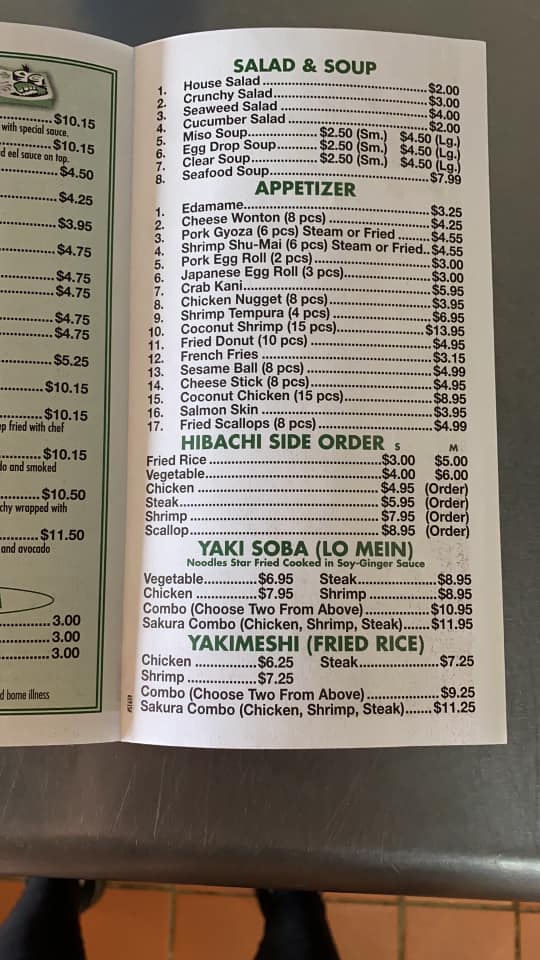 $10.15
with special sauce.
$10.15
d eel sauce on top.
$4.50
$4.25
$3.95
$4.75
$4.75
$4.75
$4.75
$4.75
$5.25
$10.15
$10.15
ep fried with chef
$10.15
do and smoked
$10.50
chy wrapped with
$11.50
and avocado
3.00
3.00
3.00
d borne illness
SALAD & SOUP
1. House Salad $2.00
2. Crunchy Salad $3.00
3. Seaweed Salad $4.00
4. Cucumber Salad $2.00
5. Miso Soup $2.50 (Sm.) $4.50 (Lg.)
6. Egg Drop Soup $2.50 (Sm.) $4.50 (Lg.)
7. Clear Soup $2.50 (Sm.) $4.50 (Lg.)
8. Seafood Soup $7.99
APPETIZER
1. Edamame $3.25
2. Cheese Wonton (8 pcs) $4.25
3. Pork Gyoza (6 pcs) Steam or Fried $4.55
4. Shrimp Shu-Mai (6 pcs) Steam or Fried $4.55
5. Pork Egg Roll (2 pcs) $3.00
6. Japanese Egg Roll (3 pcs) $3.00
7. Crab Kani $5.95
8. Chicken Nugget (8 pcs) $3.95
9. Shrimp Tempura (4 pcs) $6.95
10. Coconut Shrimp (15 pcs) $13.95
11. Fried Donut (10 pcs) $4.95
12. French Fries $3.15
13. Sesame Ball (8 pcs) $4.99
14. Cheese Stick (8 pcs) $4.95
15. Coconut Chicken (15 pcs) $8.95
16. Salmon Skin $3.95
17. Fried Scallops (8 pcs) $4.99
HIBACHI SIDE ORDER S M
Fried Rice $3.00 $5.00
Vegetable $4.00 $6.00
Chicken $4.95 (Order)
Steak $5.95 (Order)
Shrimp $7.95 (Order)
Scallop $8.95 (Order)
YAKI SOBA (LO MEIN)
Noodles Star Fried Cooked in Soy-Ginger Sauce
Vegetable $6.95 Steak $8.95
Chicken $7.95 Shrimp $8.95
Combo (Choose Two From Above) $10.95
Sakura Combo (Chicken, Shrimp, Steak) $11.95
YAKIMESHI (FRIED RICE)
Chicken $6.25 Steak $7.25
Shrimp $7.25
Combo (Choose Two From Above) $9.25
Sakura Combo (Chicken, Shrimp, Steak) $11.25